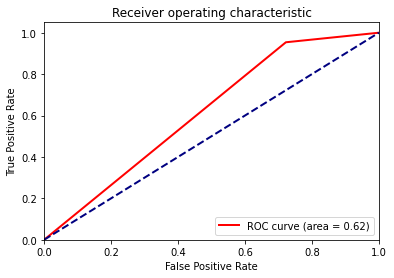 Receiver operating characteristic
True Positive Rate
1.0
0.8
0.6
0.4
0.2
0.0
ROC curve (area = 0.62)
0.0 0.2 0.4 0.6 0.8 1.0
False Positive Rate